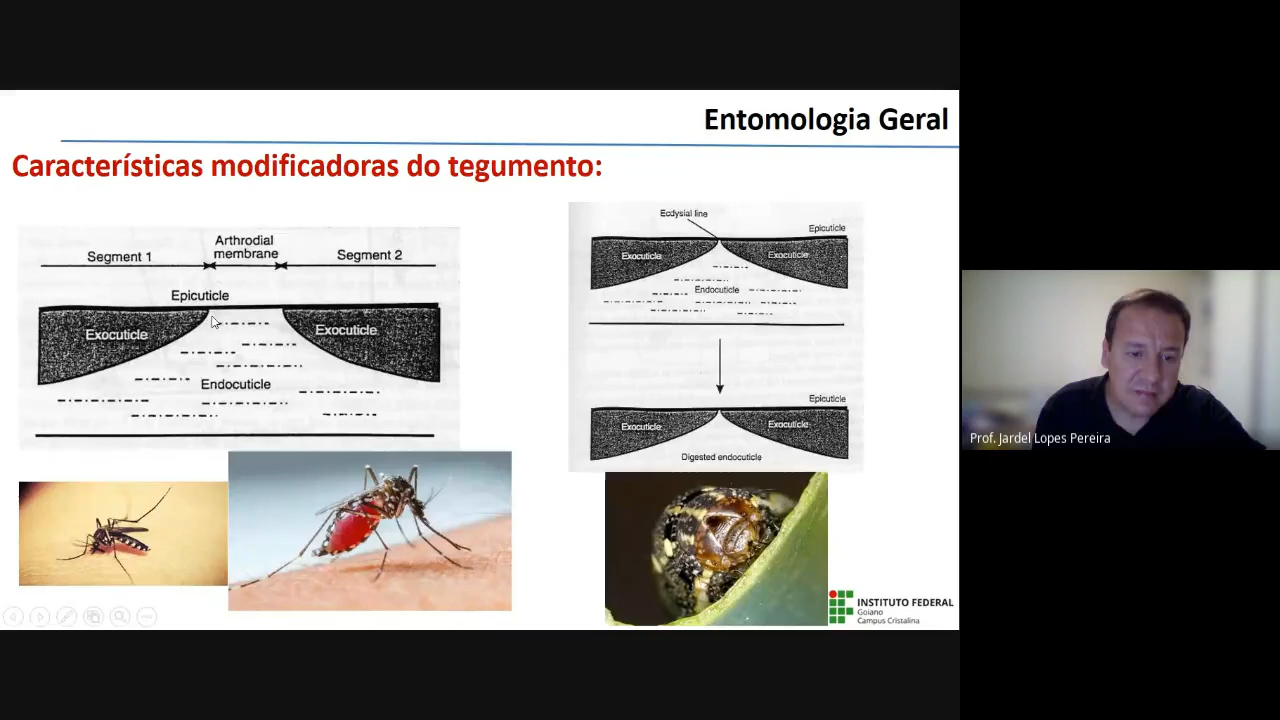 Entomologia Geral
Características modificadoras do tegumento:
Arthrodial
membrane
Segment 1
Segment 2
Epicuticle
Exocuticle
Exocuticle
Endocuticle
Ecdysial line
Epicuticle
Exocuticle
Exocuticle
Endocuticle
Epicuticle
Exocuticle
Exocuticle
Digested endocuticle
INSTITUTO FEDERAL
Goiano
Campus Cristalina
Prof. Jardel Lopes Pereira